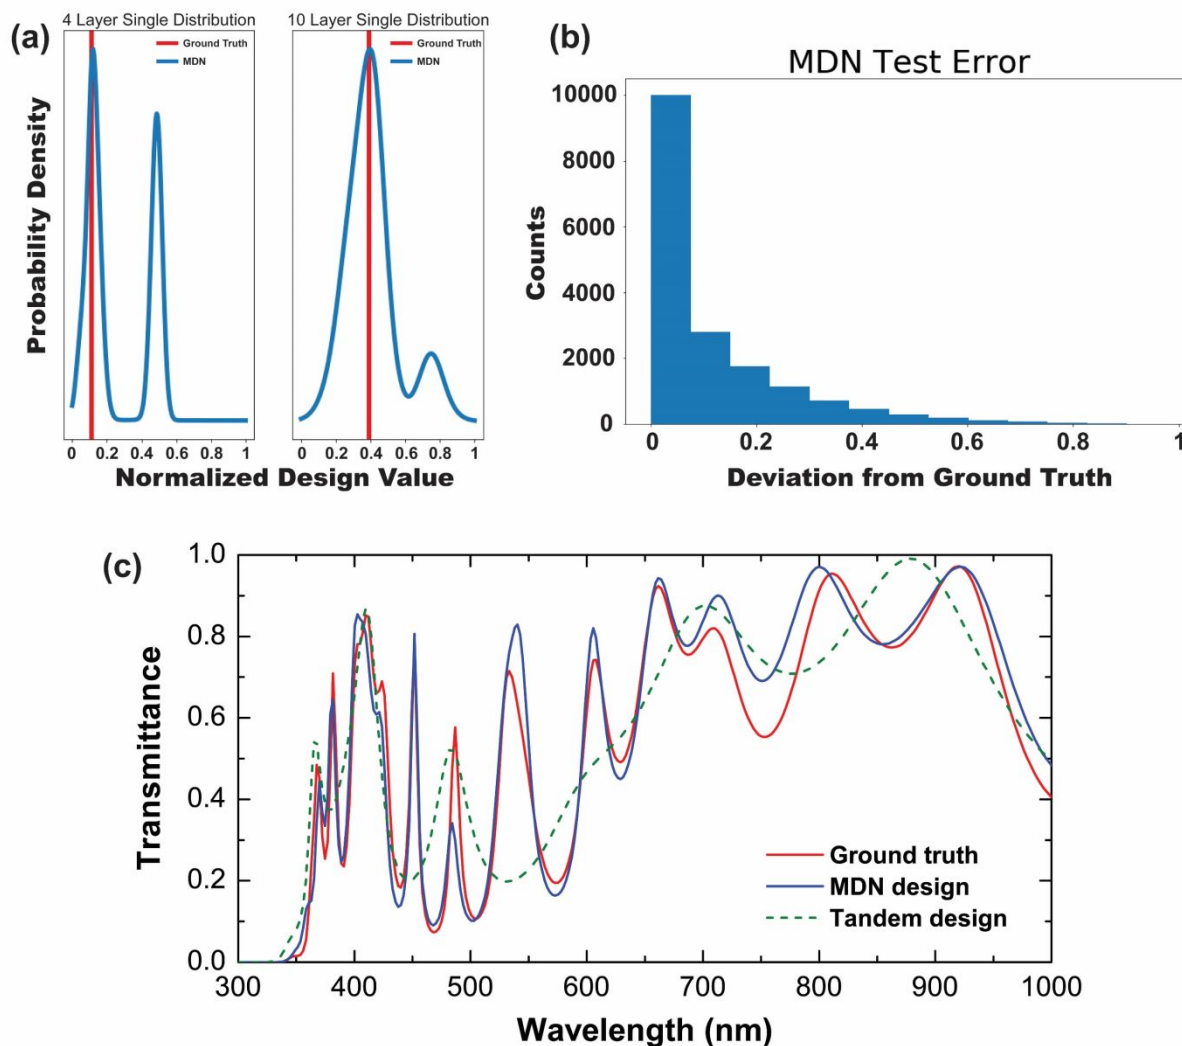 (a)
4 Layer Single Distribution
Ground Truth
MDN
10 Layer Single Distribution
Ground Truth
MDN
Probability Density
0 0.2 0.4 0.6 0.8 1
0 0.2 0.4 0.6 0.8 1
Normalized Design Value
(b)
MDN Test Error
10000
8000
6000
4000
2000
0
Counts
0 0.2 0.4 0.6 0.8 1
Deviation from Ground Truth
(c)
1.0
0.8
0.6
0.4
0.2
0.0
Transmittance
Ground truth
MDN design
Tandem design
300 400 500 600 700 800 900 1000
Wavelength (nm)